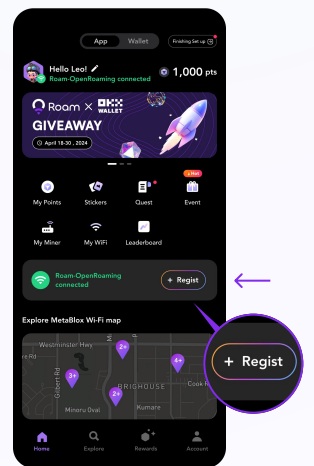 App
Wallet
Finishing Set up
Hello Leo!
Roam-OpenRoaming connected
1,000 pts
Roam × OKX WALLET
GIVEAWAY
April 18-30 , 2024
Hot
My Points
Stickers
Quest
Event
My Miner
My WiFi
Leaderboard
Roam-OpenRoaming
connected
+ Regist
Explore MetaBlox Wi-Fi map
Westminster Hwy
2+
4+
3+
Gilbert Rd
BRIGHOUSE
Cook
2+
Minoru Oval
Kumare
+ Regist
Home
Explore
Rewards
Account